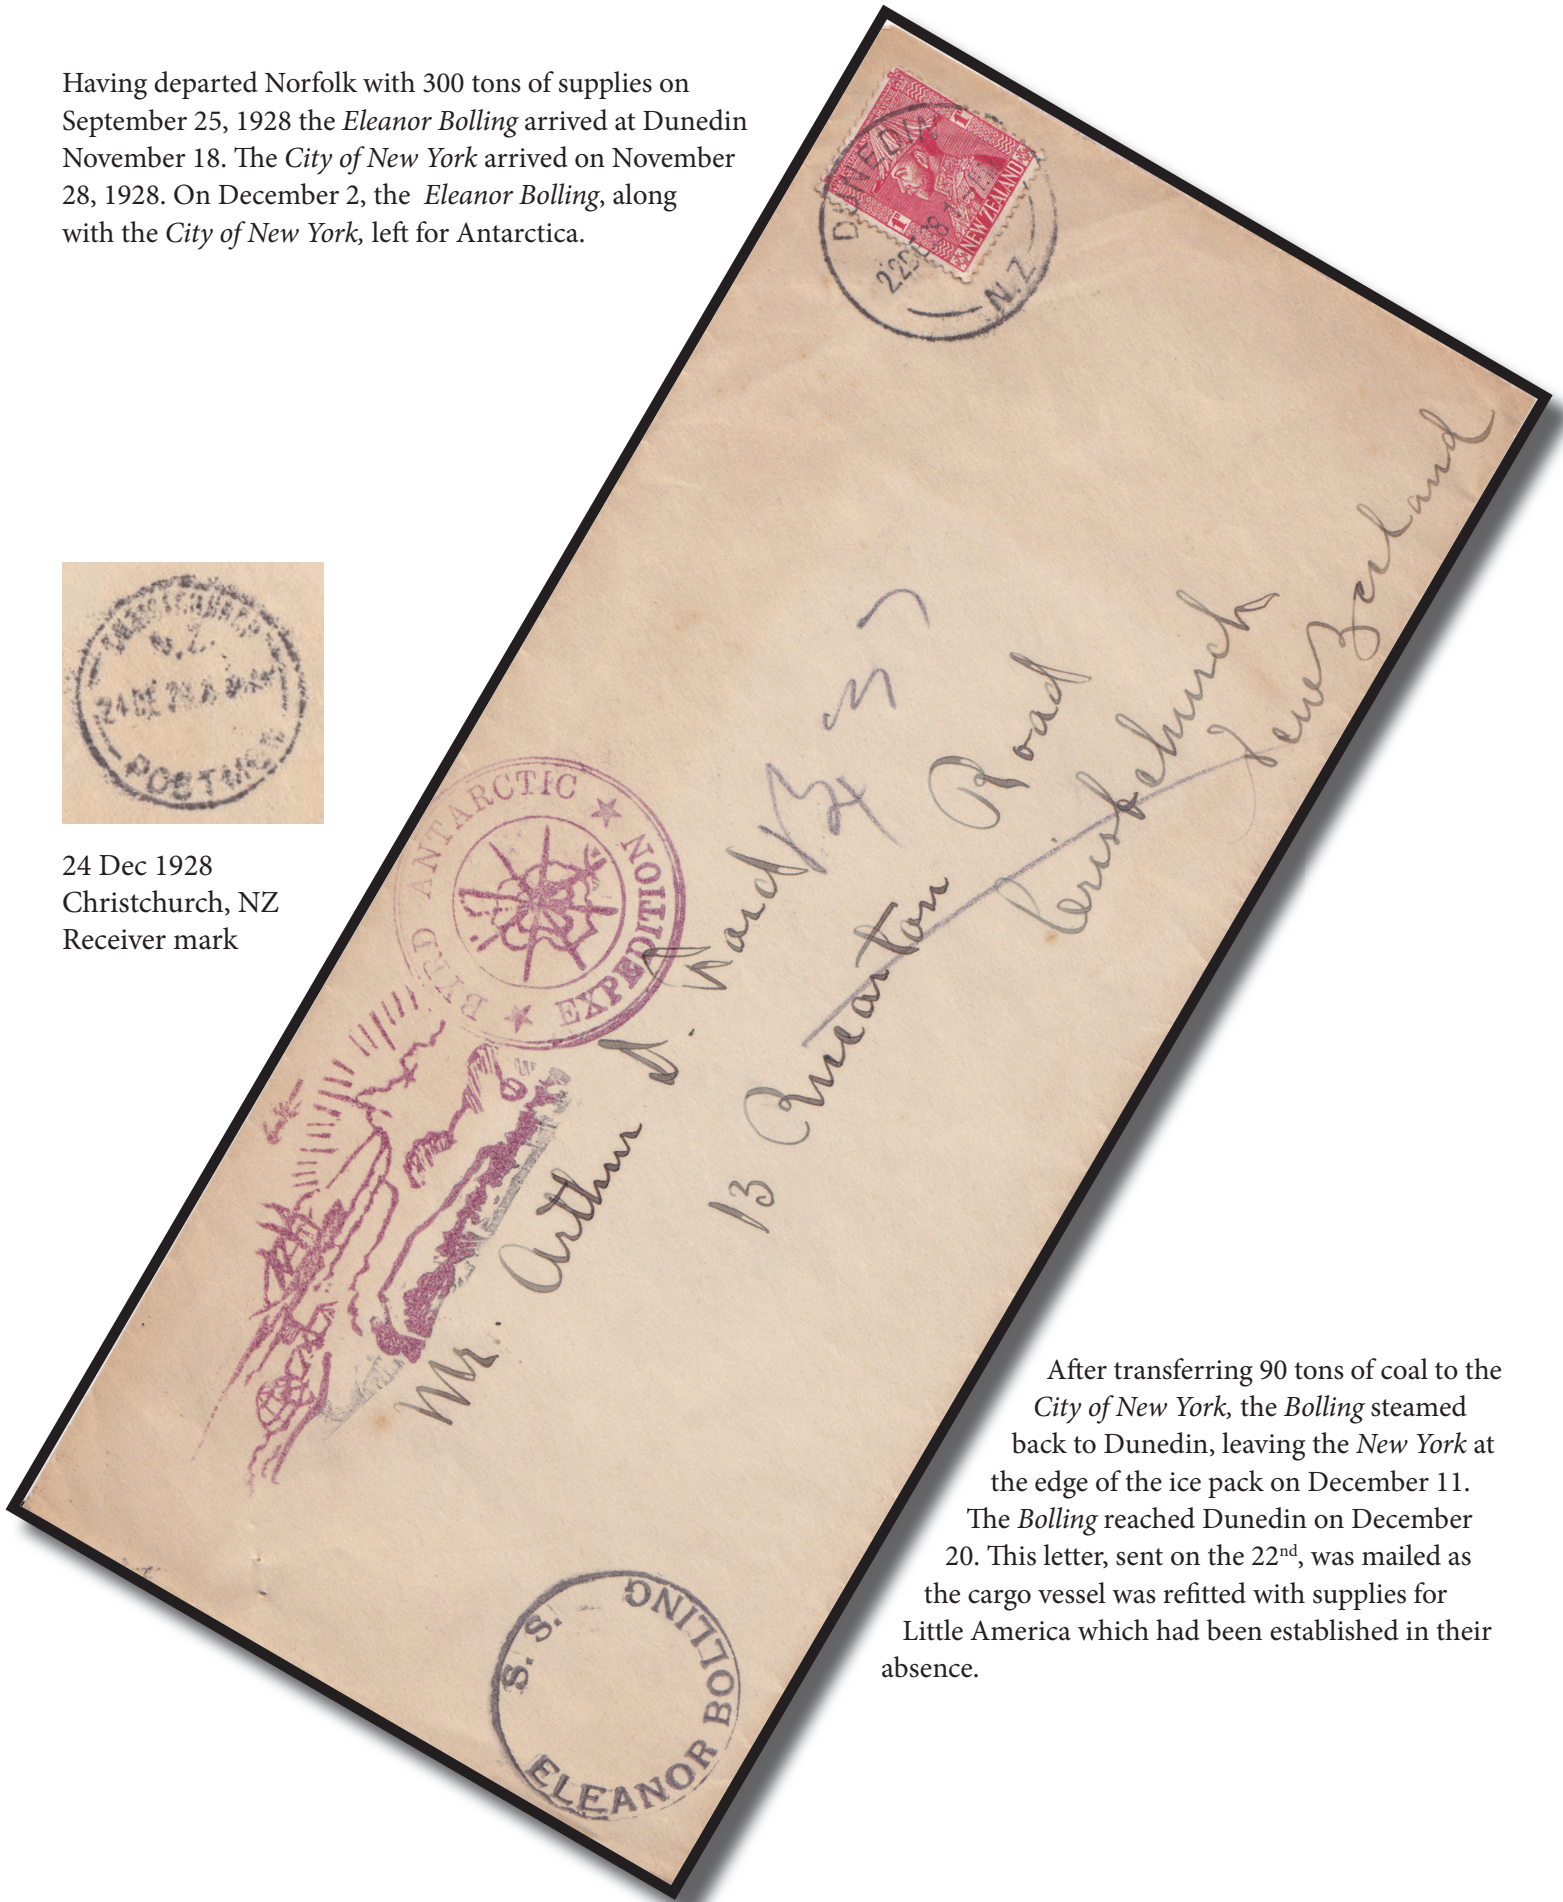 Having departed Norfolk with 300 tons of supplies on
September 25, 1928 the Eleanor Bolling arrived at Dunedin
November 18. The City of New York arrived on November
28, 1928. On December 2, the Eleanor Bolling, along
with the City of New York, left for Antarctica.
DUNEDIN
N.Z
1D 1D
NEW ZEALAND
N.Z.
POSTMEN
24 Dec 1928
Christchurch, NZ
Receiver mark
BYRD ANTARCTIC
EXPEDITION
Mr. Arthur D. Ward
13 Road
Christchurch
New Zealand
S. S.
ELEANOR BOLLING
After transferring 90 tons of coal to the
City of New York, the Bolling steamed
back to Dunedin, leaving the New York at
the edge of the ice pack on December 11.
The Bolling reached Dunedin on December
20. This letter, sent on the 22nd, was mailed as
the cargo vessel was refitted with supplies for
Little America which had been established in their
absence.